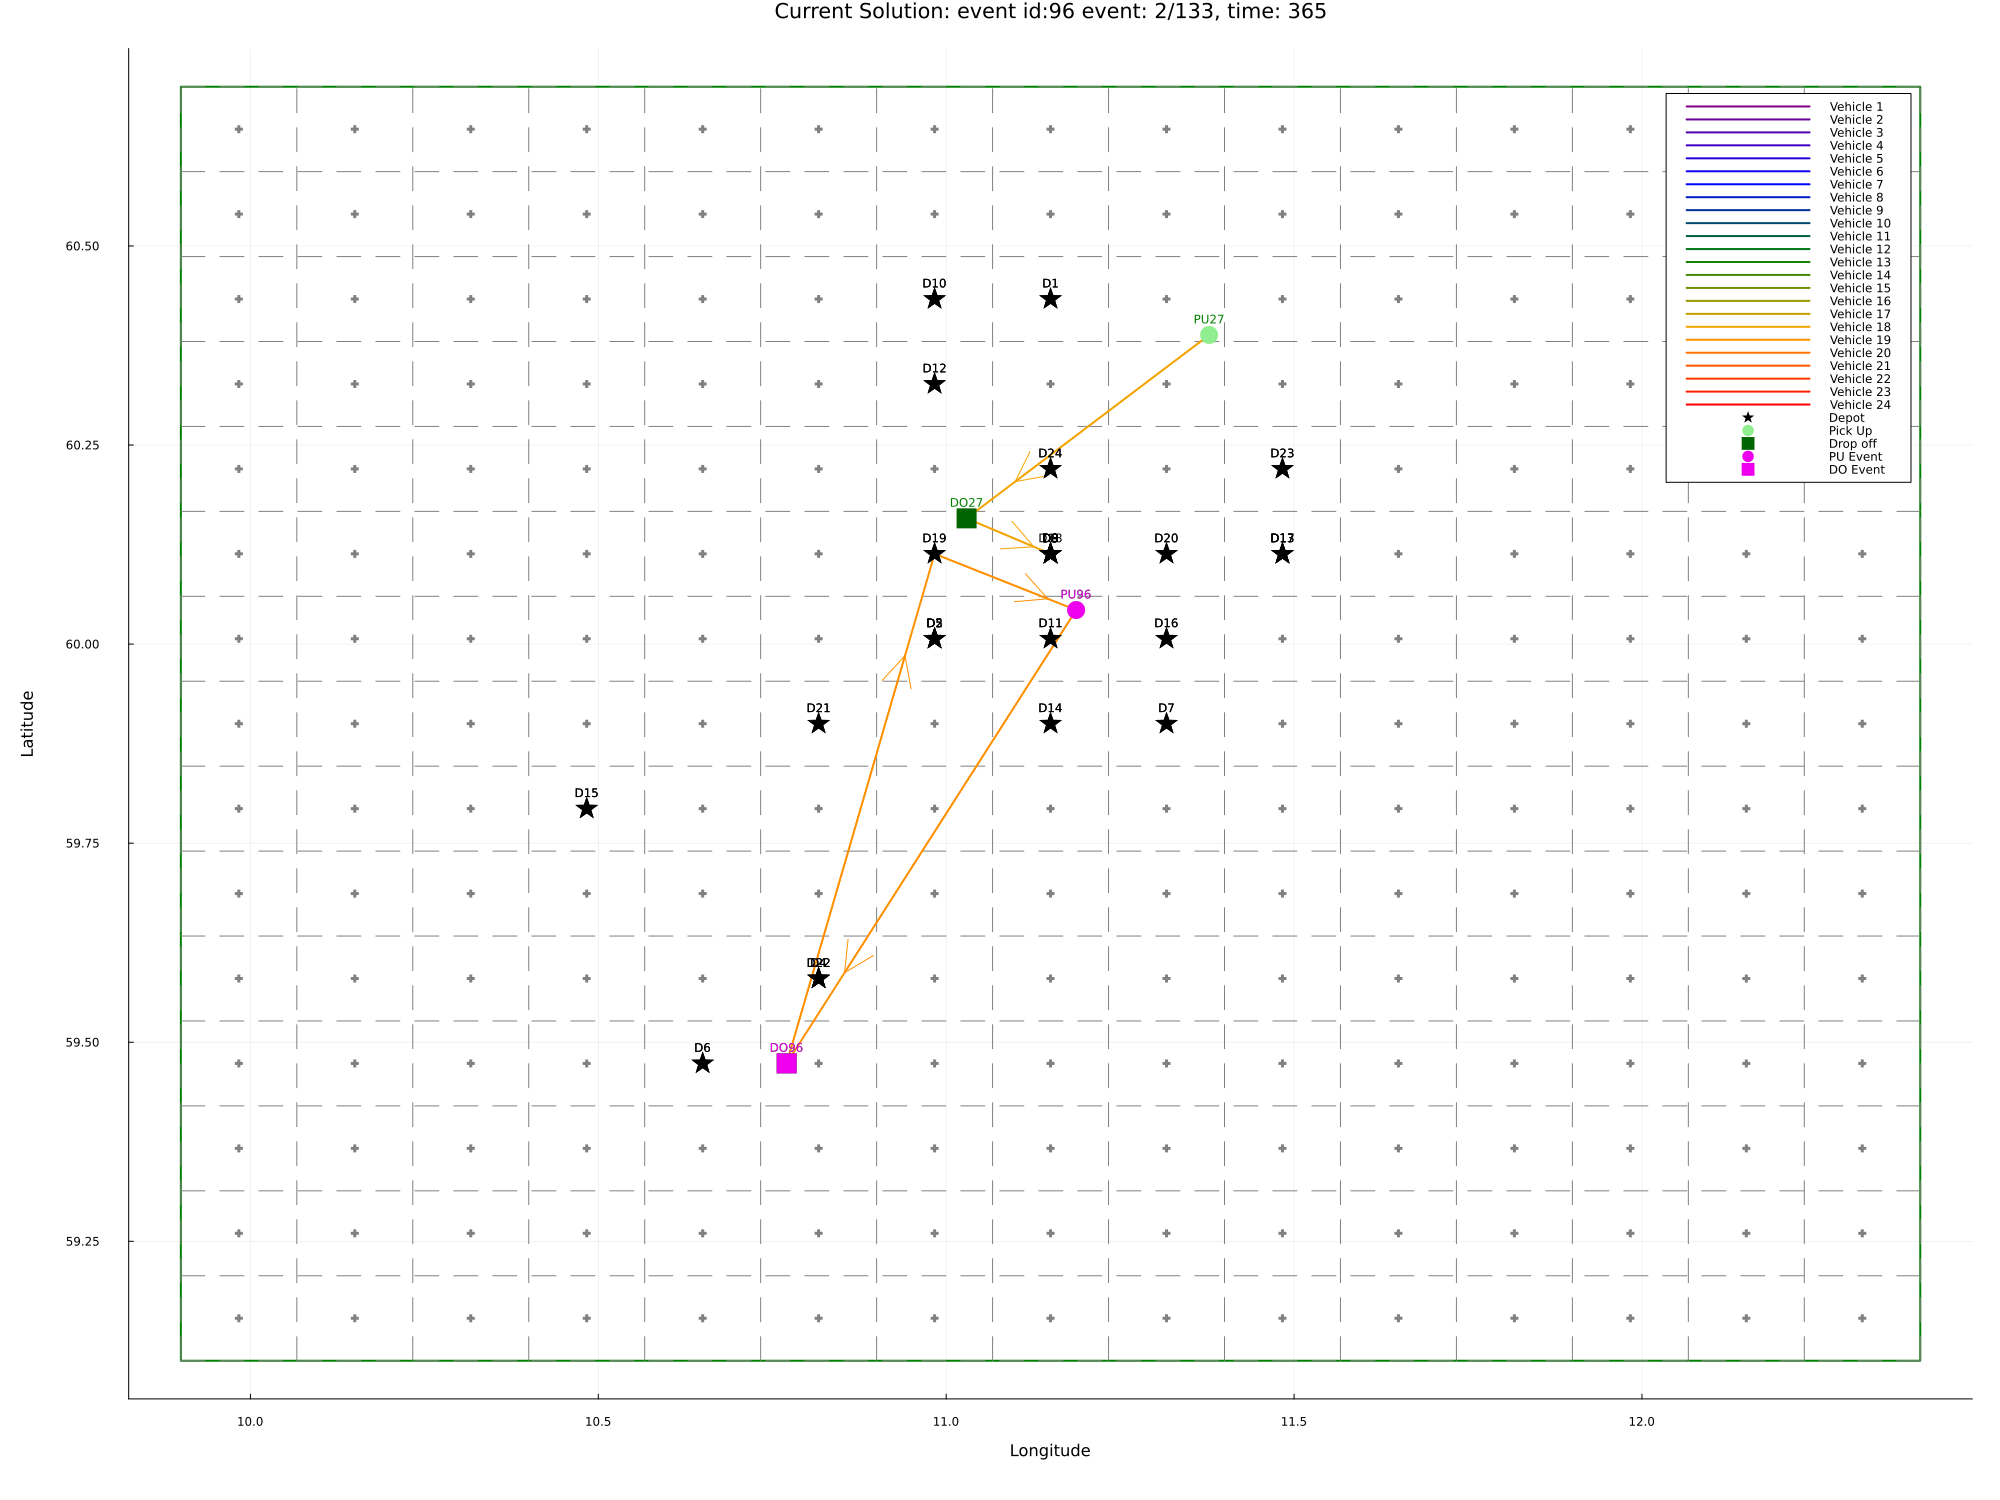 Current Solution: event id:96 event: 2/133, time: 365
Vehicle 1
Vehicle 2
Vehicle 3
Vehicle 4
Vehicle 5
Vehicle 6
Vehicle 7
Vehicle 8
Vehicle 9
Vehicle 10
Vehicle 11
Vehicle 12
Vehicle 13
Vehicle 14
Vehicle 15
Vehicle 16
Vehicle 17
Vehicle 18
Vehicle 19
Vehicle 20
Vehicle 21
Vehicle 22
Vehicle 23
Vehicle 24
Depot
Pick Up
Drop off
PU Event
DO Event
60.50
60.25
60.00
59.75
59.50
59.25
Latitude
D10
D1
PU27
D12
D24
D23
DO27
D19
D20
PU96
D11
D16
D21
D14
D7
D15
D6
DO96
10.0
10.5
11.0
11.5
12.0
Longitude